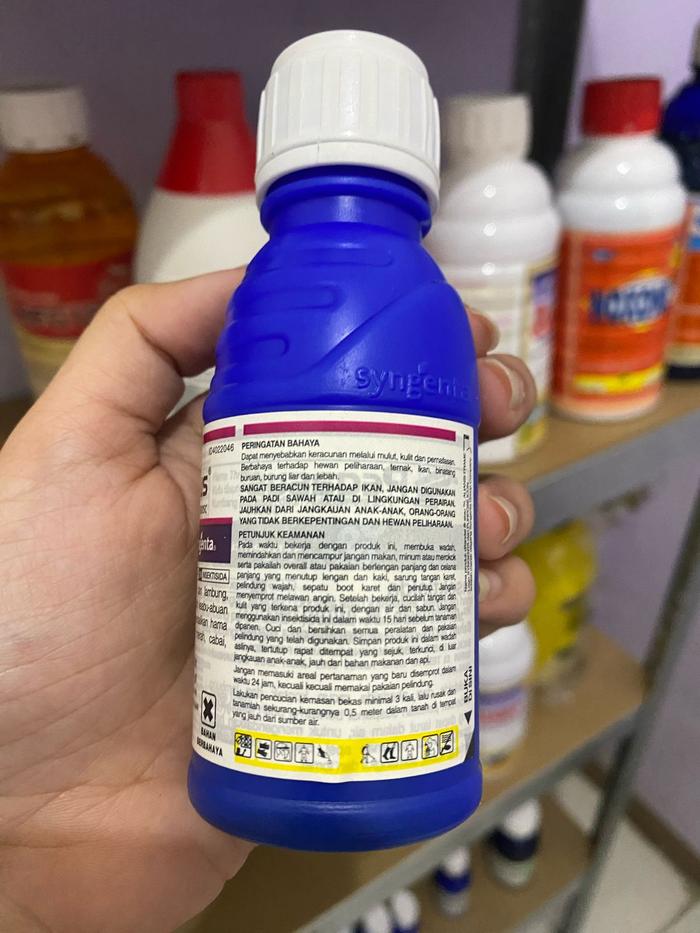 syngenta
PERINGATAN BAHAYA
Dapat menyebabkan keracunan melalui mulut, kulit dan pernafasan.
Berbahaya terhadap hewan peliharaan, ternak, ikan, binatang
buruan, burung liar dan lebah.
SANGAT BERACUN TERHADAP IKAN, JANGAN DIGUNAKAN
PADA PADI SAWAH ATAU DI LINGKUNGAN PERAIRAN.
JAUHKAN DARI JANGKAUAN ANAK-ANAK, ORANG-ORANG
YANG TIDAK BERKEPENTINGAN DAN HEWAN PELIHARAAN.
PETUNJUK KEAMANAN
Pada waktu bekerja dengan produk ini, membuka wadah,
memindahkan dan mencampur jangan makan, minum atau merokok
serta pakailah overall atau pakaian berlengan panjang dan celana
panjang yang menutup lengan dan kaki, sarung tangan karet,
pelindung wajah, sepatu boot karet dan penutup. Jangan
menyemprot melawan angin. Setelah bekerja, cucilah tangan dan
kulit yang terkena produk ini, dengan air dan sabun. Jangan
menggunakan insektisida ini dalam waktu 15 hari sebelum tanaman
dipanen. Cuci dan bersihkan semua peralatan dan pakaian
pelindung yang telah digunakan. Simpan produk ini dalam wadah
aslinya, tertutup rapat ditempat yang sejuk, terkunci, di luar
jangkauan anak-anak, jauh dari bahan makanan dan api.
Jangan memasuki areal pertanaman yang baru disemprot dalam
waktu 24 jam, kecuali kecuali memakai pakaian pelindung.
Lakukan pencucian kemasan bekas minimal 3 kali, lalu rusak dan
tanamlah sekurang-kurangnya 0,5 meter dalam tanah di tempat
yang jauh dari sumber air.
ID4022046
INSEKTISIDA
lambung,
hama
cabai,
BAHAN
BERBAHAYA
BUKA
DI SINI